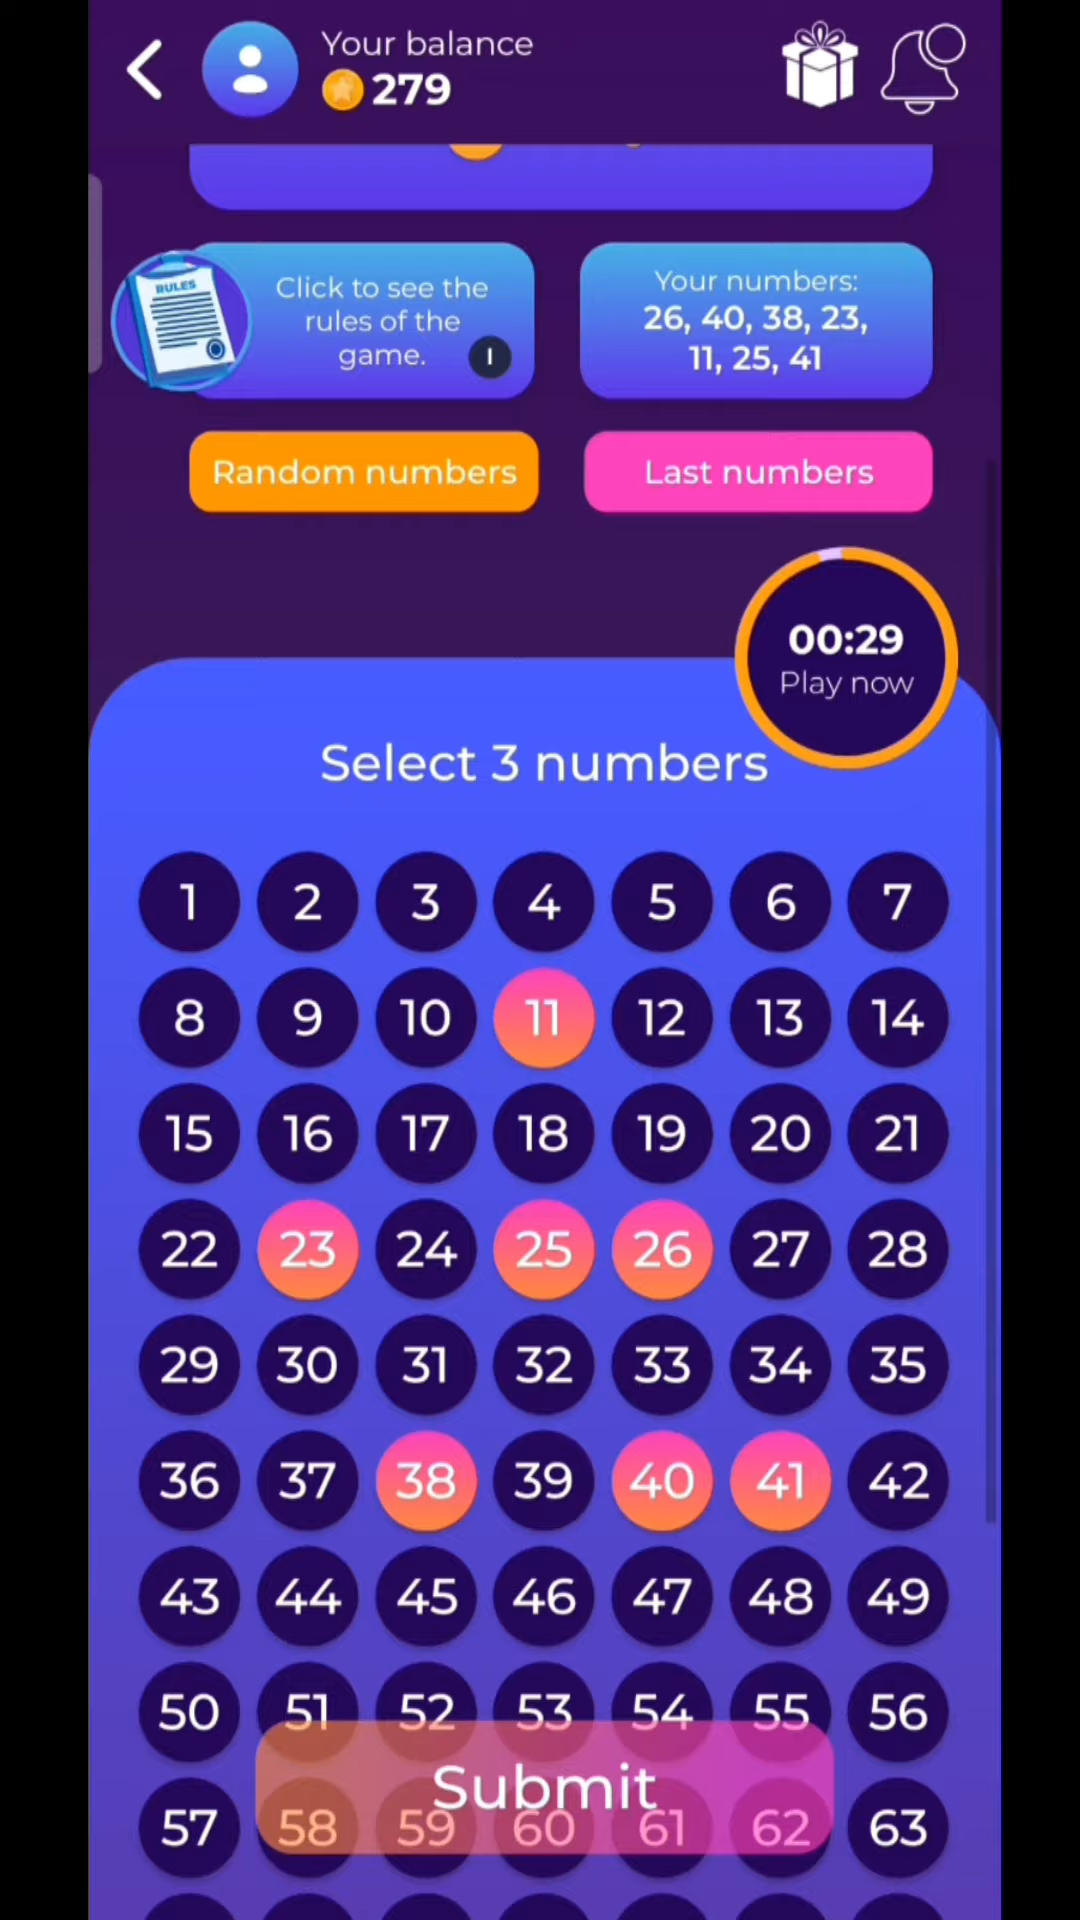 Your balance
279
RULES
Click to see the
rules of the
game.
I
Your numbers:
26, 40, 38, 23,
11, 25, 41
Random numbers
Last numbers
00:29
Play now
Select 3 numbers
1 2 3 4 5 6 7
8 9 10 11 12 13 14
15 16 17 18 19 20 21
22 23 24 25 26 27 28
29 30 31 32 33 34 35
36 37 38 39 40 41 42
43 44 45 46 47 48 49
50 51 52 53 54 55 56
Submit
57 58 59 60 61 62 63